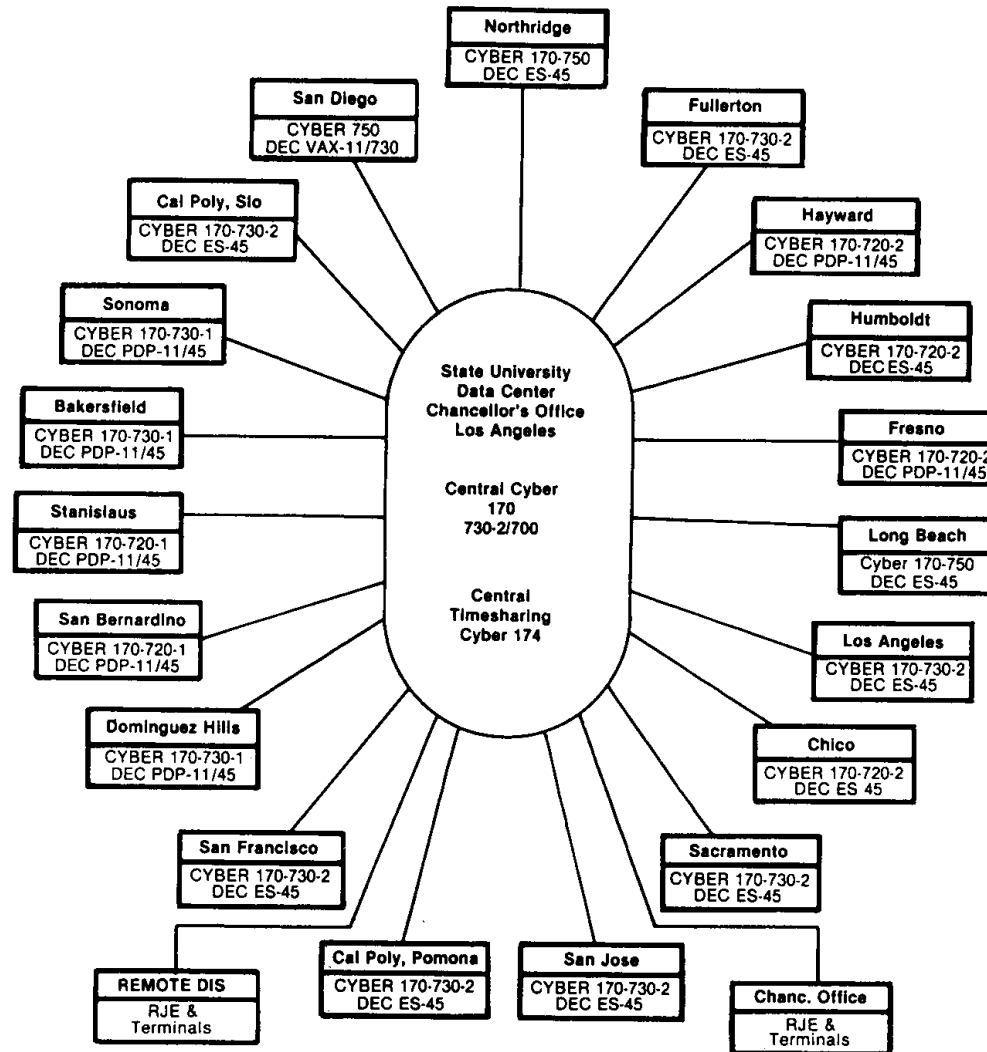 Northridge
CYBER 170-750
DEC ES-45
San Diego
CYBER 750
DEC VAX-11/730
Fullerton
CYBER 170-730-2
DEC ES-45
Cal Poly, Slo
CYBER 170-730-2
DEC ES-45
Hayward
CYBER 170-720-2
DEC PDP-11/45
Sonoma
CYBER 170-730-1
DEC PDP-11/45
Humboldt
CYBER 170-720-2
DEC ES-45
State University
Data Center
Chancellor's Office
Los Angeles
Central Cyber
170
730-2/700
Central
Timesharing
Cyber 174
Bakersfield
CYBER 170-730-1
DEC PDP-11/45
Fresno
CYBER 170-720-2
DEC PDP-11/45
Stanislaus
CYBER 170-720-1
DEC PDP-11/45
Long Beach
Cyber 170-750
DEC ES-45
San Bernardino
CYBER 170-720-1
DEC PDP-11/45
Los Angeles
CYBER 170-730-2
DEC ES-45
Dominguez Hills
CYBER 170-730-1
DEC PDP-11/45
Chico
CYBER 170-720-2
DEC ES 45
San Francisco
CYBER 170-730-2
DEC ES-45
Sacramento
CYBER 170-730-2
DEC ES-45
REMOTE DIS
RJE &
Terminals
Cal Poly, Pomona
CYBER 170-730-2
DEC ES-45
San Jose
CYBER 170-730-2
DEC ES-45
Chanc. Office
RJE &
Terminals